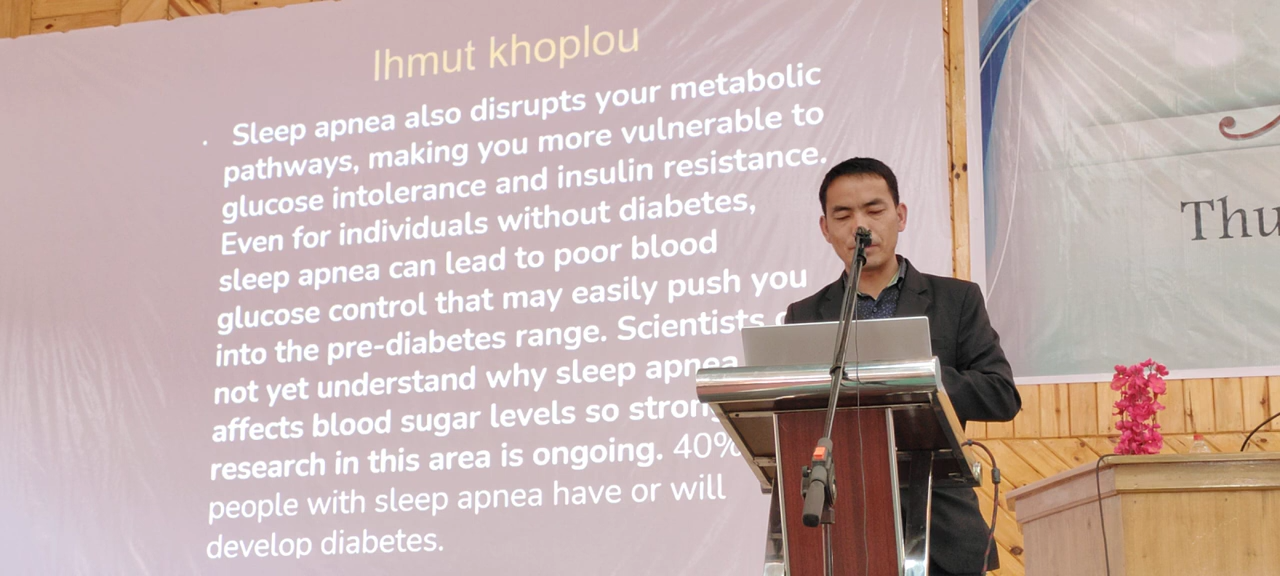 Ihmut khoplou
· Sleep apnea also disrupts your metabolic
pathways, making you more vulnerable to
glucose intolerance and insulin resistance.
Even for individuals without diabetes,
sleep apnea can lead to poor blood
glucose control that may easily push you
into the pre-diabetes range. Scientists
not yet understand why sleep apnea
affects blood sugar levels so
research in this area is ongoing. 40%
people with sleep apnea have or will
develop diabetes.